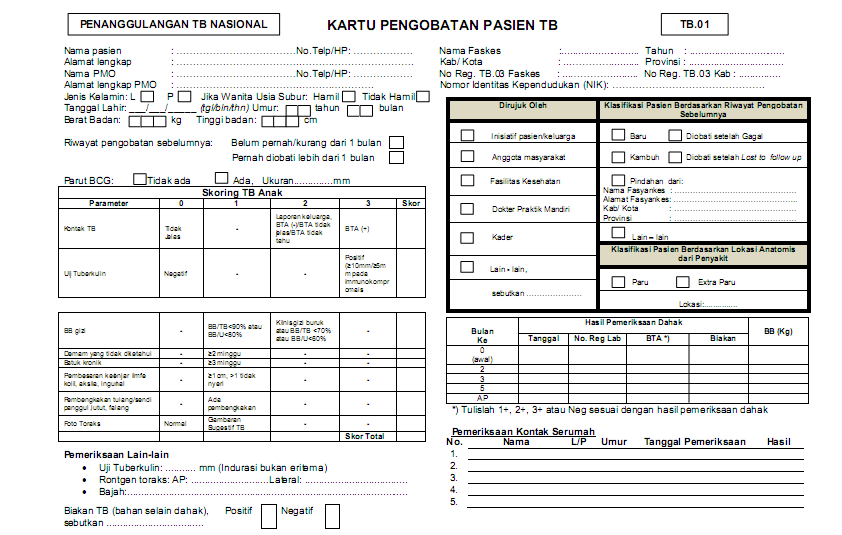 PENANGGULANGAN TB NASIONAL
KARTU PENGOBATAN PASIEN TB
TB.01
Nama pasien : ……………………………No.Telp/HP: ………………
Alamat lengkap : ……………………………………………………
Nama PMO : ……………………………No.Telp/HP: ………………
Alamat lengkap PMO : ……………………………………………………
Jenis Kelamin: L P Jika Wanita Usia Subur: Hamil Tidak Hamil
Tanggal Lahir: ___/___/_____ (tgl/bln/thn) Umur: tahun bulan
Berat Badan: kg Tinggi badan: cm
Riwayat pengobatan sebelumnya: Belum pernah/kurang dari 1 bulan
Pernah diobati lebih dari 1 bulan
Parut BCG: Tidak ada Ada, Ukuran..............mm
Skoring TB Anak
Parameter 0 1 2 3 Skor
Kontak TB Tidak Jelas - Laporan keluarga, BTA (-)/BTA tidak jelas/BTA tidak tahu BTA (+)
Uji Tuberkulin Negatif - - Positif (≥10mm/≥5mm pada immunokompromais)
BB gizi - BB/TB<90% atau BB/U<80% Klinis gizi buruk atau BB/TB <70% atau BB/U<60% -
Demam yang tidak diketahui - ≥2 minggu - -
Batuk kronik - ≥3 minggu - -
Pembesaran kelenjar limfe kolli, aksila, inguinal - ≥1 cm, >1 tidak nyeri - -
Pembengkakan tulang/sendi panggul lutut, falang - Ada pembengkakan - -
Foto Toraks Normal Gambaran Sugestif TB - -
Skor Total
Pemeriksaan Lain-lain
• Uji Tuberkulin: ........... mm (Indurasi bukan eritema)
• Rontgen toraks: AP: ……………………Lateral: ……………………
• Bajah:……………………………………………………
Biakan TB (bahan selain dahak), Positif Negatif
sebutkan ……………………………
Nama Faskes :........................ Tahun : ……………………
Kab/ Kota : …………………… Provinsi : ……………………
No Reg. TB.03 Faskes : …………………… No Reg. TB.03 Kab : ……………
Nomor Identitas Kependudukan (NIK): ……………………………………
Dirujuk Oleh
Inisiatif pasien/keluarga
Anggota masyarakat
Fasilitas Kesehatan
Dokter Praktik Mandiri
Kader
Lain - lain,
sebutkan ………………
Klasifikasi Pasien Berdasarkan Riwayat Pengobatan
Sebelumnya
Baru Diobati setelah Gagal
Kambuh Diobati setelah Lost to follow up
Pindahan dari:
Nama Fasyankes : ……………………………
Alamat Fasyankes: ……………………………
Kab/ Kota : ……………………………
Provinsi : ……………………………
Lain – lain
Klasifikasi Pasien Berdasarkan Lokasi Anatomis
dari Penyakit
Paru Extra Paru
Lokasi:..............
Bulan Ke Hasil Pemeriksaan Dahak BB (Kg)
Tanggal No. Reg Lab BTA *) Biakan
0 (awal)
2
3
5
AP
*) Tulislah 1+, 2+, 3+ atau Neg sesuai dengan hasil pemeriksaan dahak
Pemeriksaan Kontak Serumah
No. Nama L/P Umur Tanggal Pemeriksaan Hasil
1.
2.
3.
4.
5.